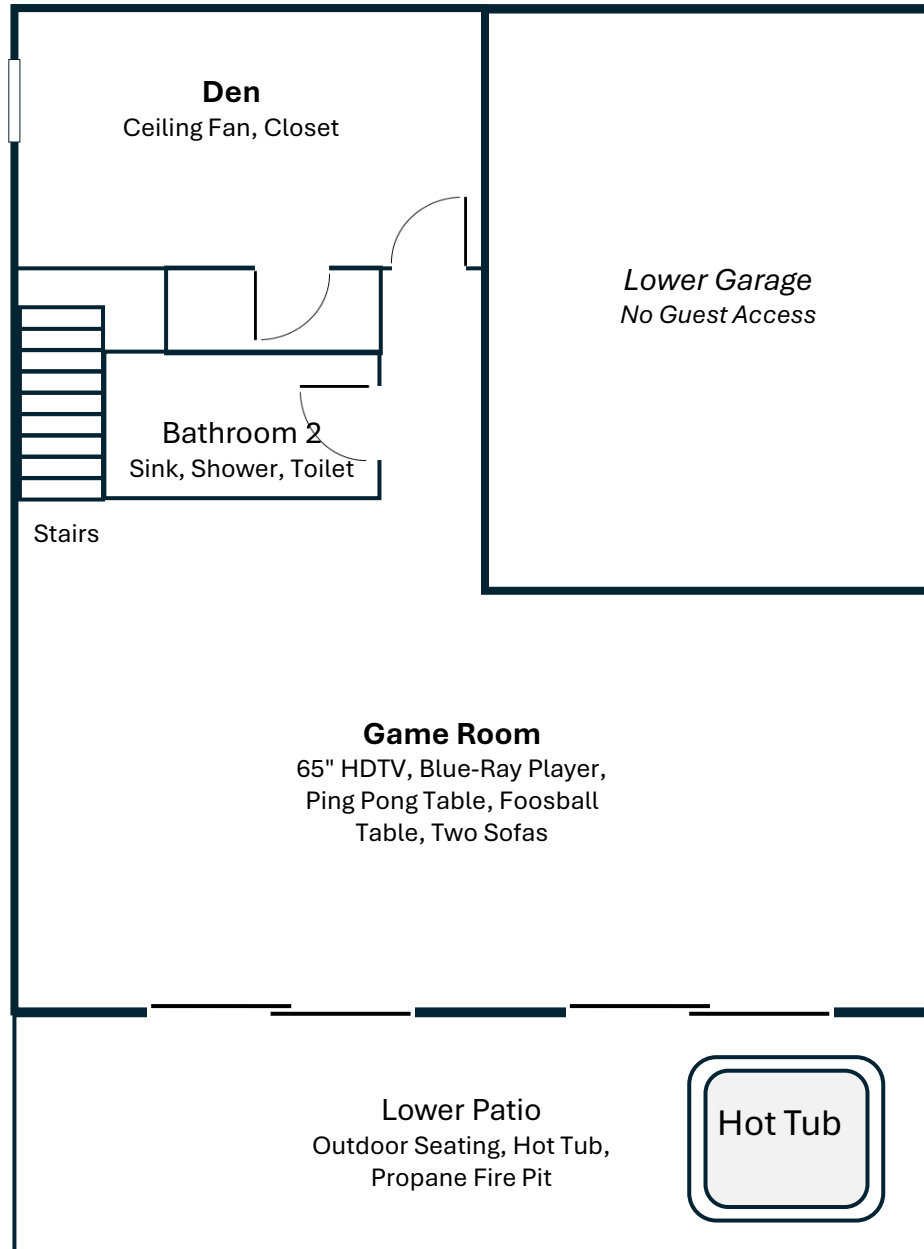 Den
Ceiling Fan, Closet
Lower Garage
No Guest Access
Bathroom 2
Sink, Shower, Toilet
Stairs
Game Room
65" HDTV, Blue-Ray Player,
Ping Pong Table, Foosball
Table, Two Sofas
Lower Patio
Outdoor Seating, Hot Tub,
Propane Fire Pit
Hot Tub